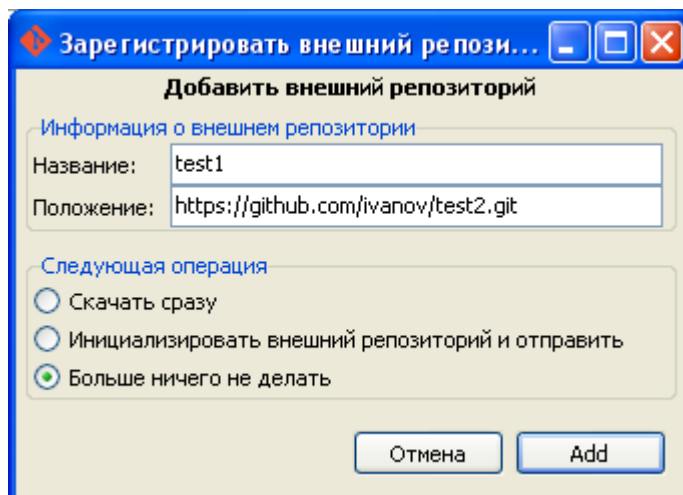 Зарегистрировать внешний репози...
Добавить внешний репозиторий
Информация о внешнем репозитории
Название: test1
Положение: https://github.com/ivanov/test2.git
Следующая операция
Скачать сразу
Инициализировать внешний репозиторий и отправить
Больше ничего не делать
Отмена Add